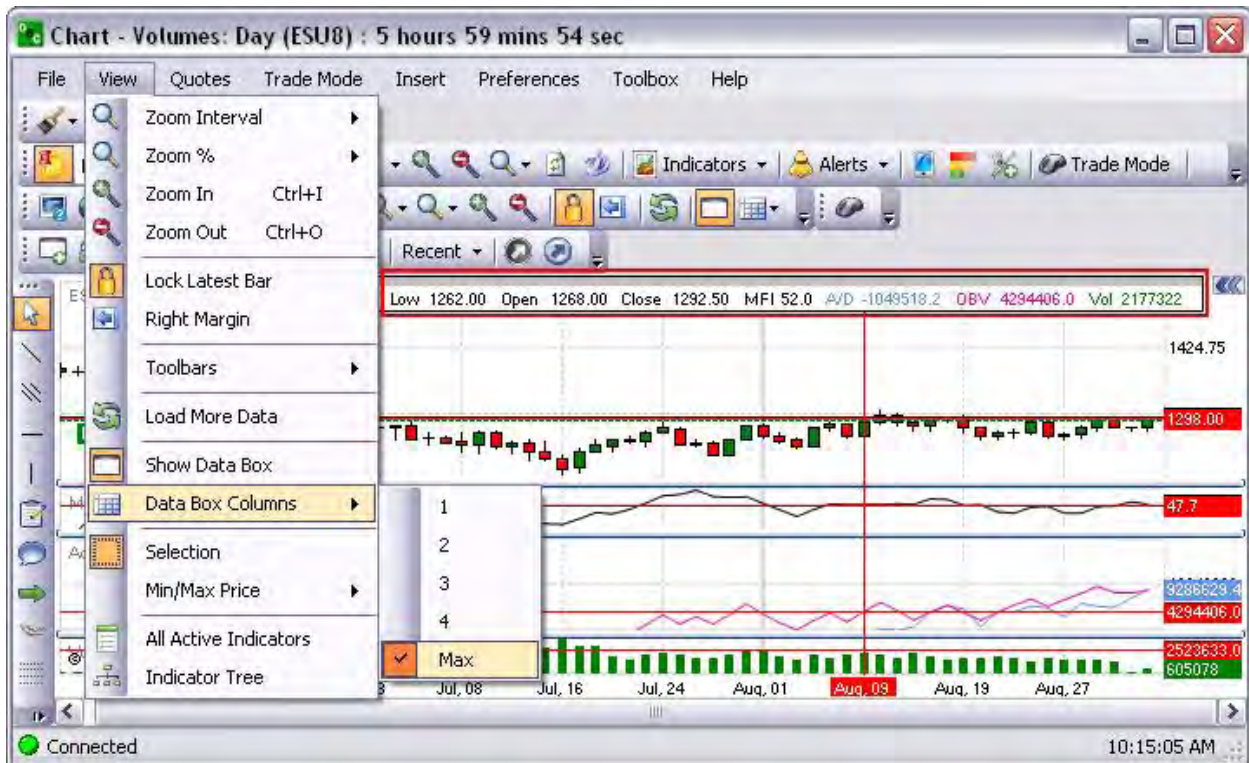 Chart - Volumes: Day (ESU8) : 5 hours 59 mins 54 sec
File View Quotes Trade Mode Insert Preferences Toolbox Help
Zoom Interval
Zoom %
Indicators Alerts Trade Mode
Zoom In Ctrl+I
Zoom Out Ctrl+O
Recent
Lock Latest Bar
Low 1262.00 Open 1268.00 Close 1292.50 MFI 52.0 A/D -1049518.2 OBV 4294406.0 Vol 2177322
Right Margin
1424.75
Toolbars
Load More Data
1298.00
Show Data Box
Data Box Columns
1
47.7
2
Selection
3
Min/Max Price
9286629.4
4
4294406.0
All Active Indicators
Max
2523633.0
605078
Indicator Tree
Jul, 08 Jul, 16 Jul, 24 Aug, 01 Aug, 09 Aug, 19 Aug, 27
Connected
10:15:05 AM